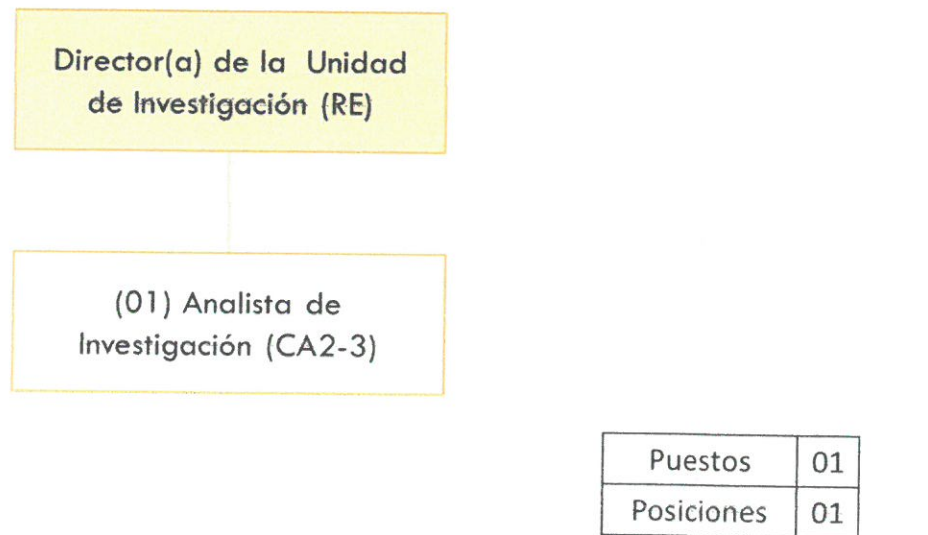 Director(a) de la Unidad
de Investigación (RE)
(01) Analista de
Investigación (CA2-3)
Puestos 01
Posiciones 01